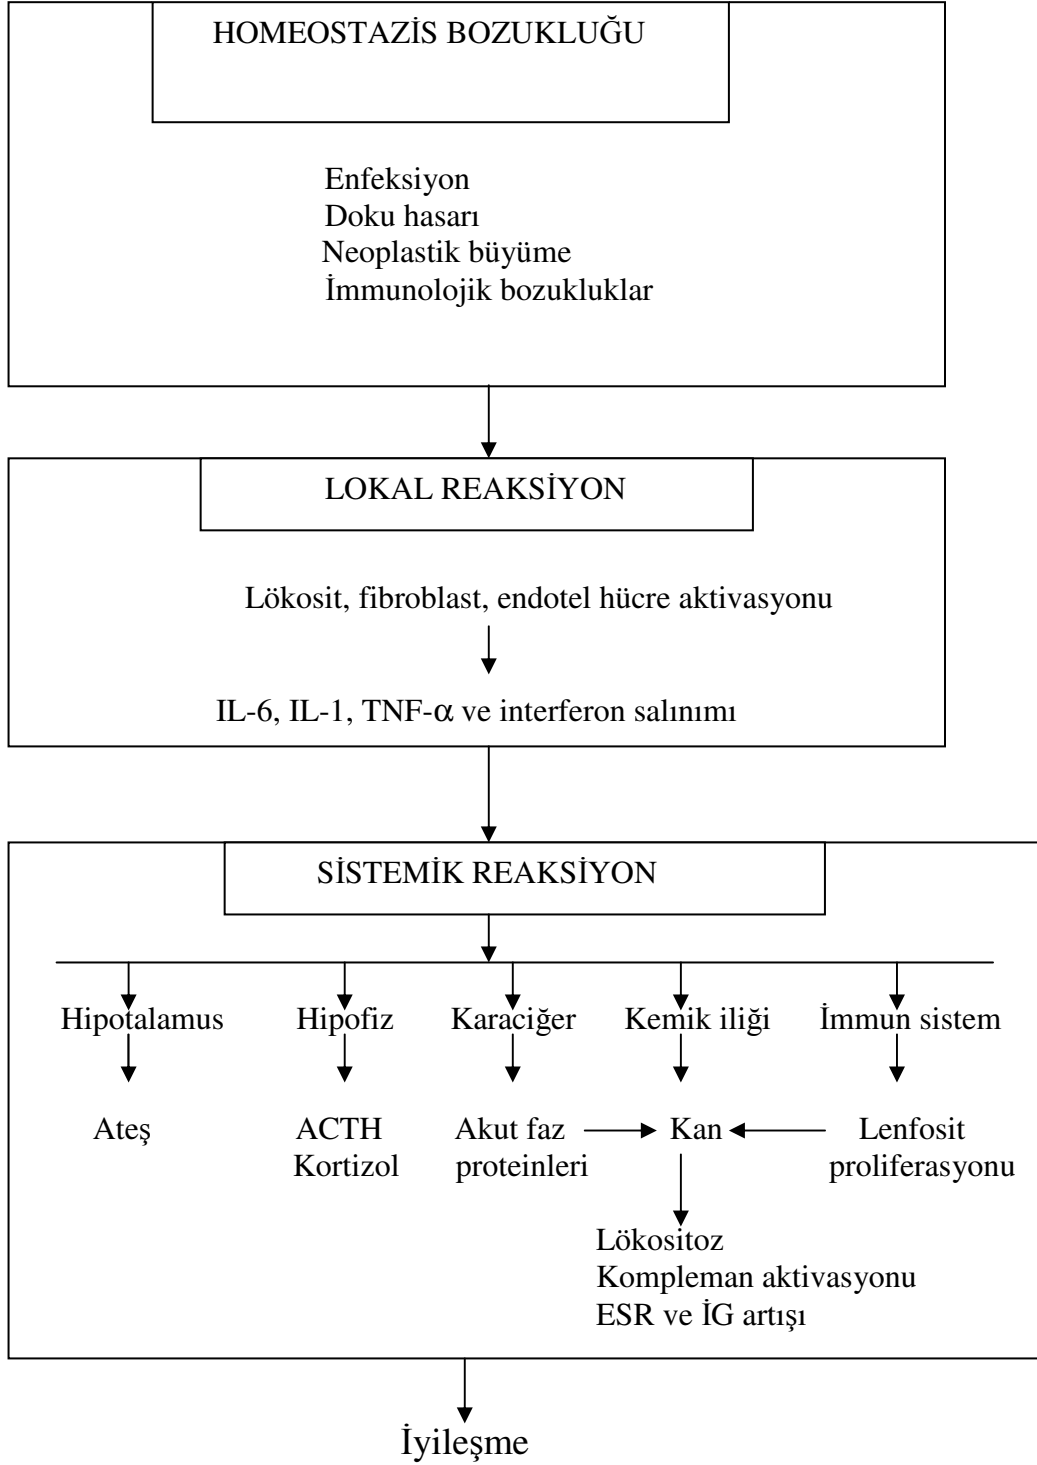 HOMEOSTAZİS BOZUKLUĞU
Enfeksiyon
Doku hasarı
Neoplastik büyüme
İmmunolojik bozukluklar
LOKAL REAKSİYON
Lökosit, fibroblast, endotel hücre aktivasyonu
IL-6, IL-1, TNF-α ve interferon salınımı
SİSTEMİK REAKSİYON
Hipotalamus Hipofiz Karaciğer Kemik iliği İmmun sistem
Ateş ACTH Akut faz Kan Lenfosit
Kortizol proteinleri proliferasyonu
Lökositoz
Kompleman aktivasyonu
ESR ve İG artışı
İyileşme